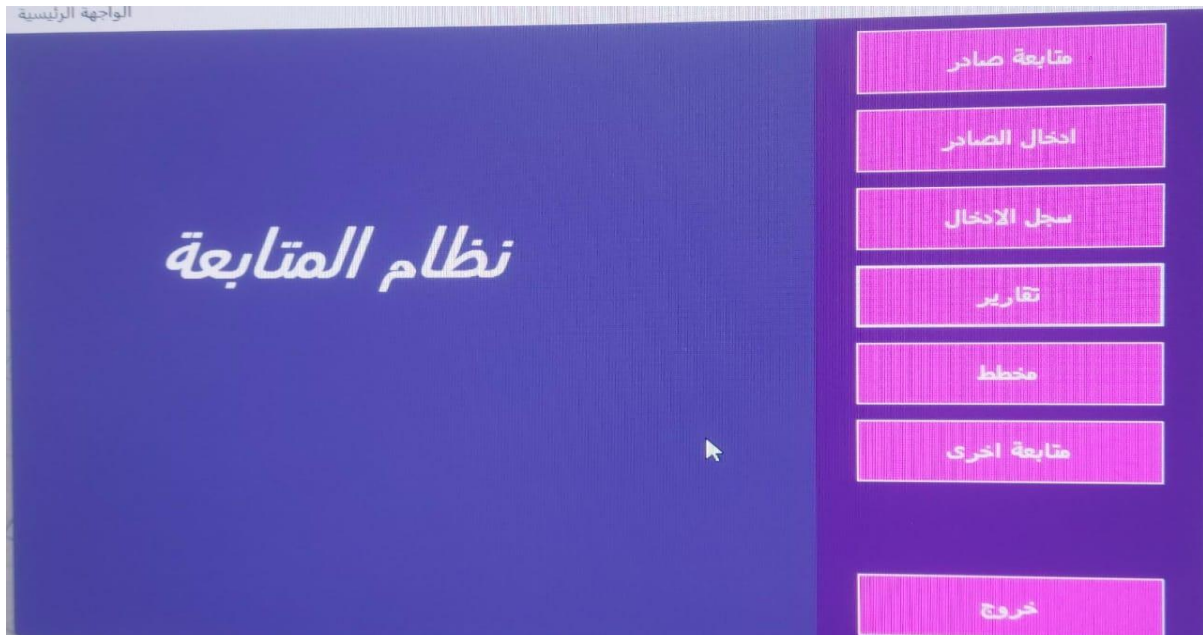 الواجهة الرئيسية
متابعة صادر
ادخال الصادر
سجل الادخال
نظام المتابعة
تقارير
مخطط
متابعة اخرى
خروج